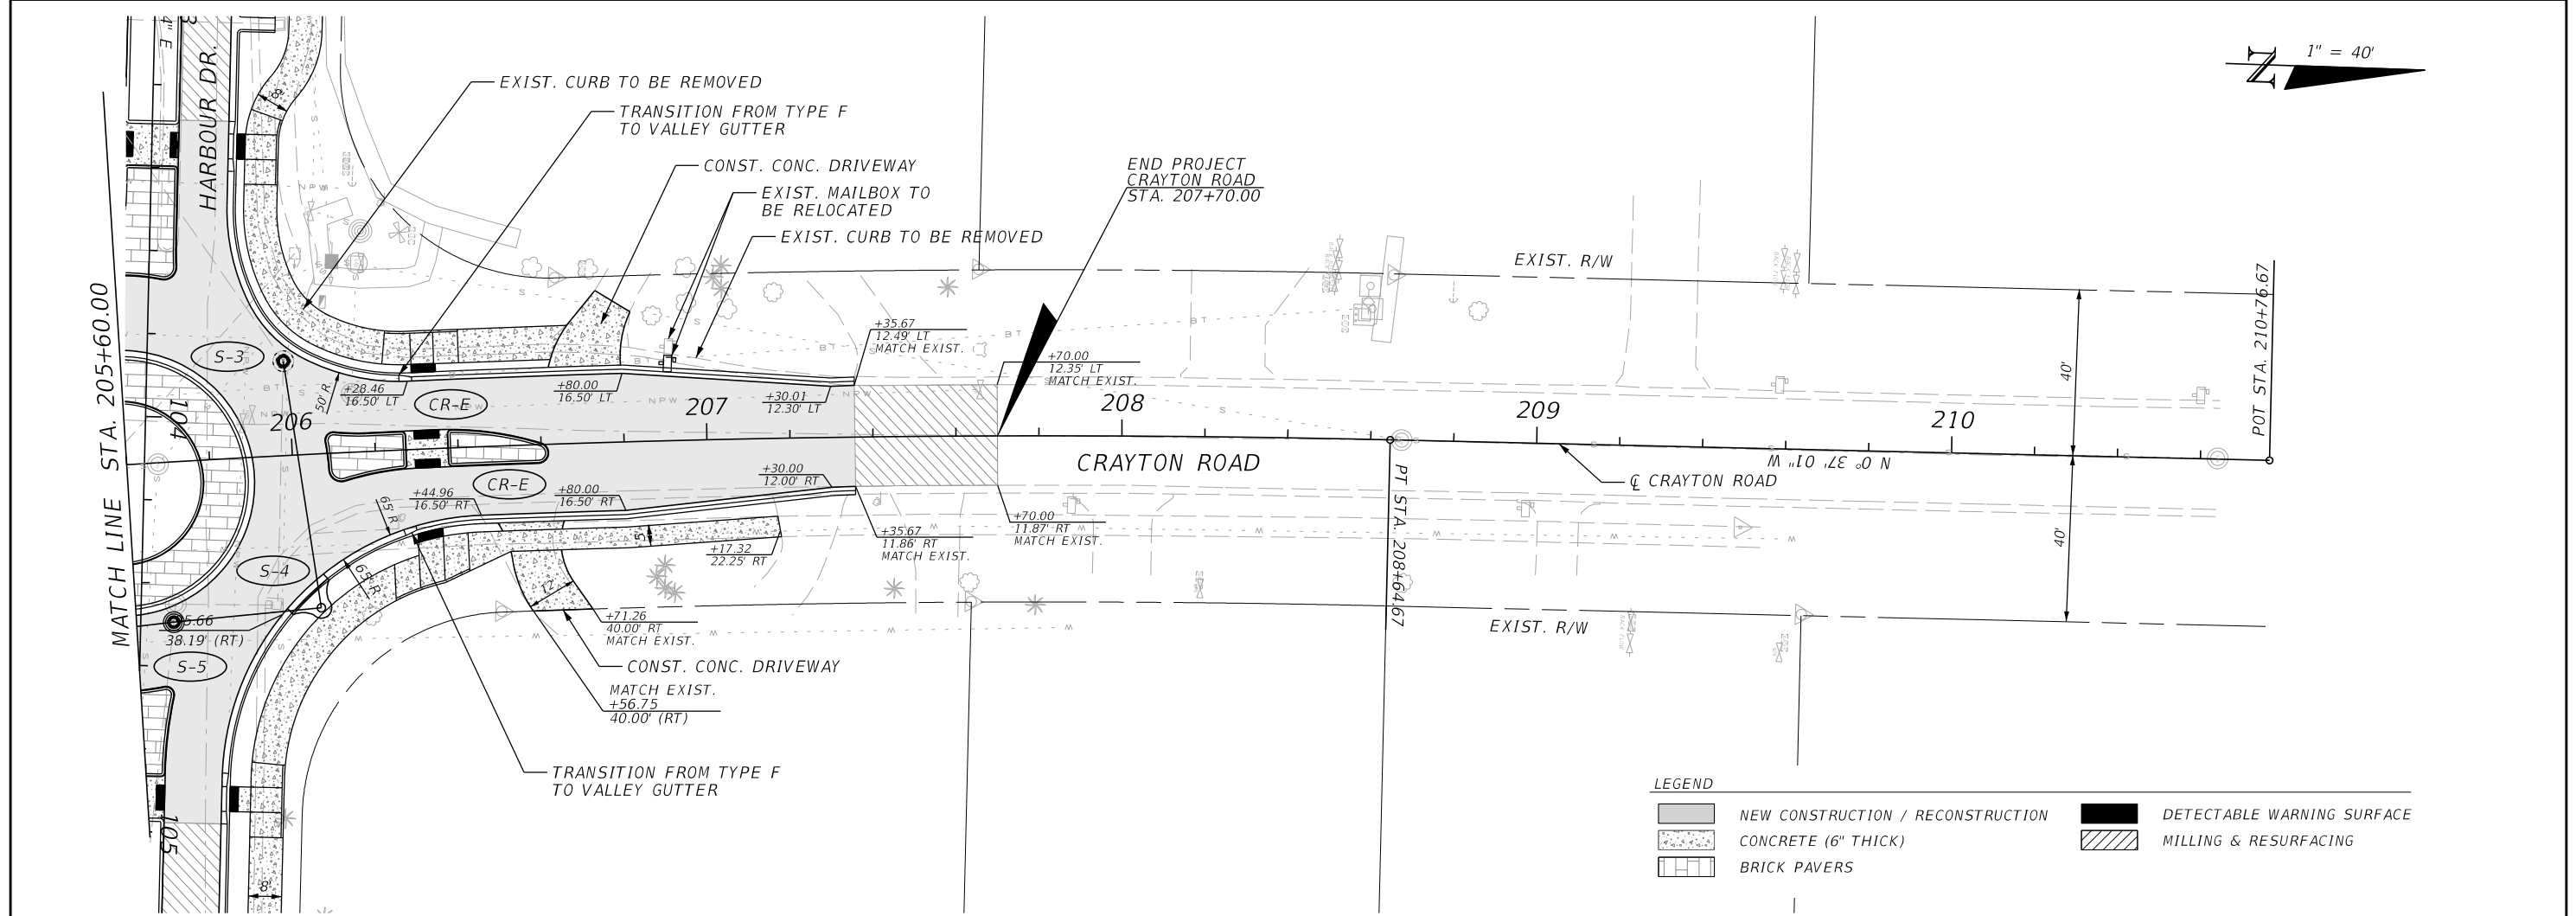 1" = 40'
N
HARBOUR DR.
4" E
8'
EXIST. CURB TO BE REMOVED
TRANSITION FROM TYPE F
TO VALLEY GUTTER
CONST. CONC. DRIVEWAY
EXIST. MAILBOX TO
BE RELOCATED
EXIST. CURB TO BE REMOVED
END PROJECT
CRAYTON ROAD
STA. 207+70.00
EXIST. R/W
MATCH LINE STA. 205+60.00
POT STA. 210+76.67
40'
40'
+35.67
12.49' LT
MATCH EXIST.
+70.00
12.35' LT
MATCH EXIST.
S-3
50' R
+28.46
16.50' LT
+80.00
16.50' LT
+30.01
12.30' LT
CR-E
104
206
207
208
209
210
CRAYTON ROAD
N 0° 37' 01" W
℄ CRAYTON ROAD
PT STA. 208+64.67
CR-E
+30.00
12.00' RT
+44.96
16.50' RT
+80.00
16.50' RT
65' R
65' R
5'
+17.32
22.25' RT
+35.67
11.86' RT
MATCH EXIST.
+70.00
11.87' RT
MATCH EXIST.
S-4
12'
5.66
38.19' (RT)
S-5
+71.26
40.00' RT
MATCH EXIST.
EXIST. R/W
CONST. CONC. DRIVEWAY
MATCH EXIST.
+56.75
40.00' (RT)
TRANSITION FROM TYPE F
TO VALLEY GUTTER
105
8'
LEGEND
NEW CONSTRUCTION / RECONSTRUCTION
CONCRETE (6" THICK)
BRICK PAVERS
DETECTABLE WARNING SURFACE
MILLING & RESURFACING